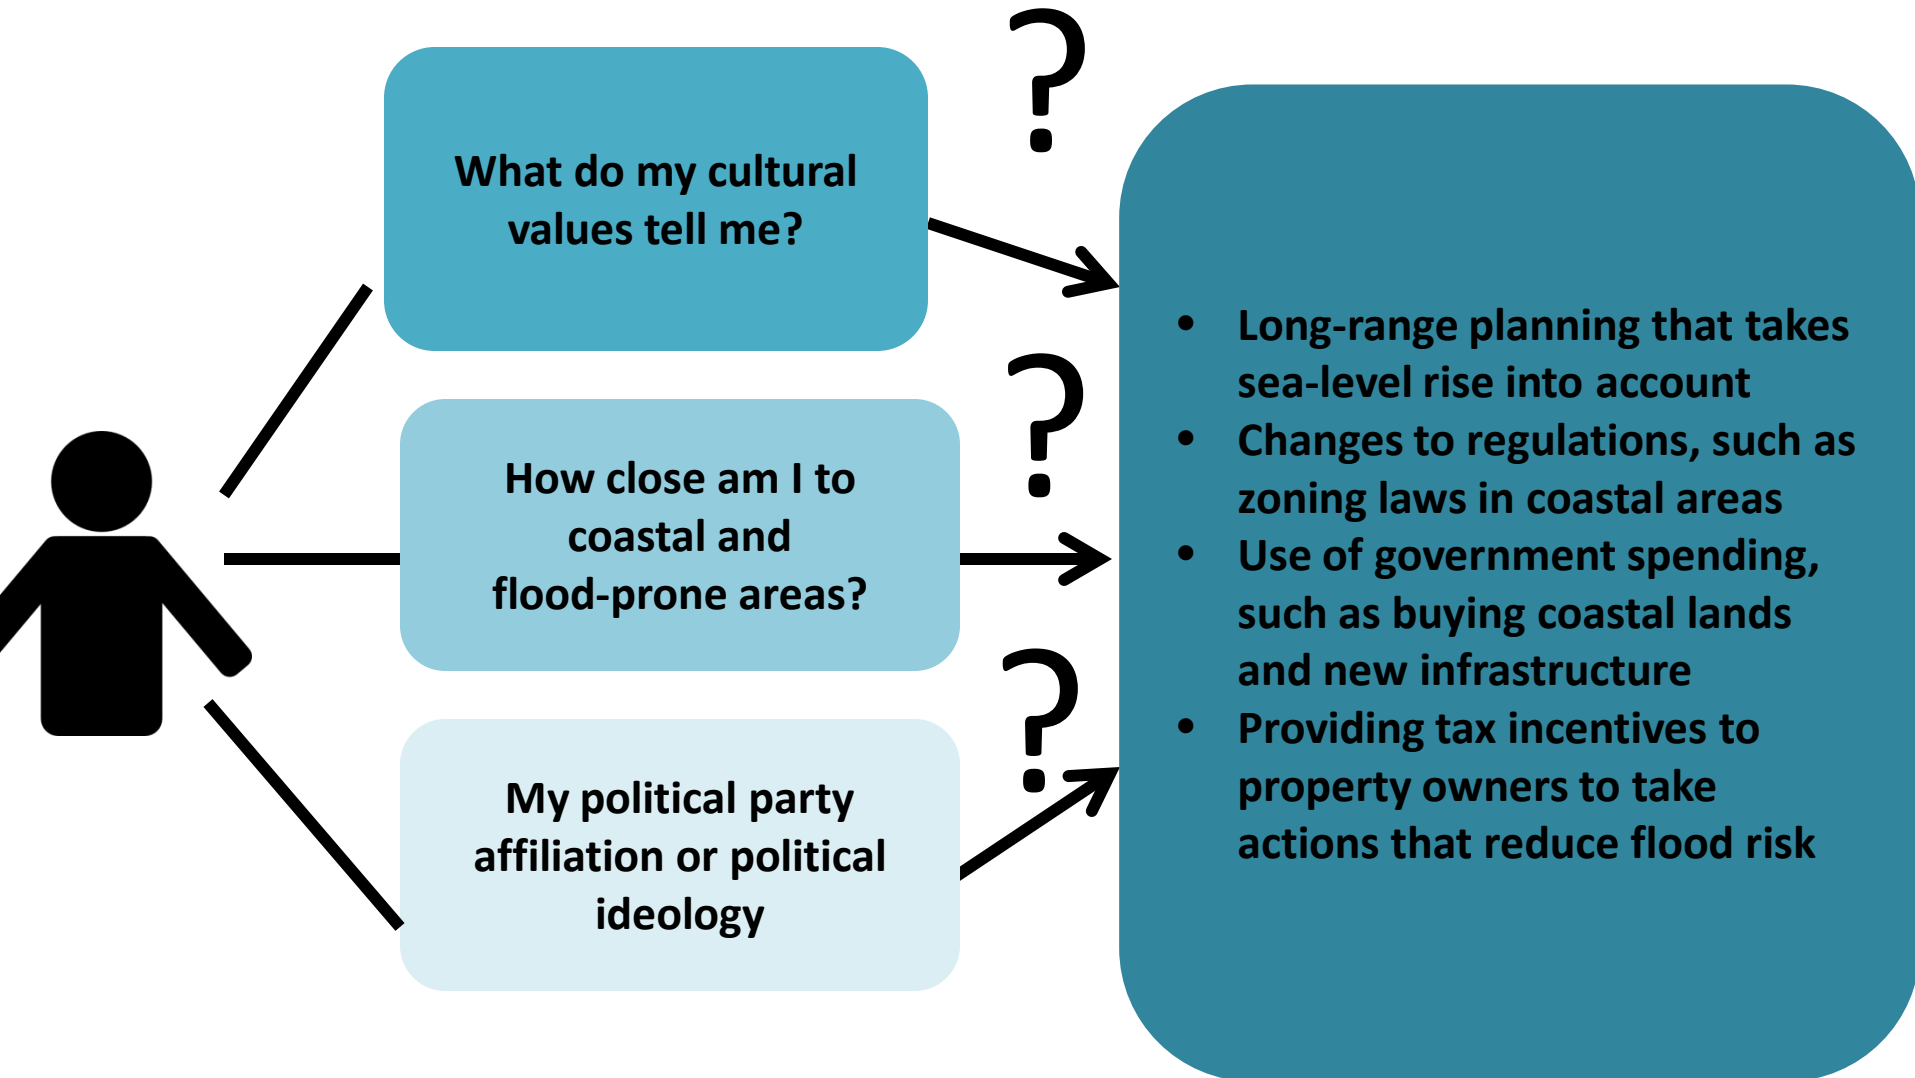 ?
What do my cultural
values tell me?
?
How close am I to
coastal and
flood-prone areas?
?
My political party
affiliation or political
ideology
• Long-range planning that takes
sea-level rise into account
• Changes to regulations, such as
zoning laws in coastal areas
• Use of government spending,
such as buying coastal lands
and new infrastructure
• Providing tax incentives to
property owners to take
actions that reduce flood risk